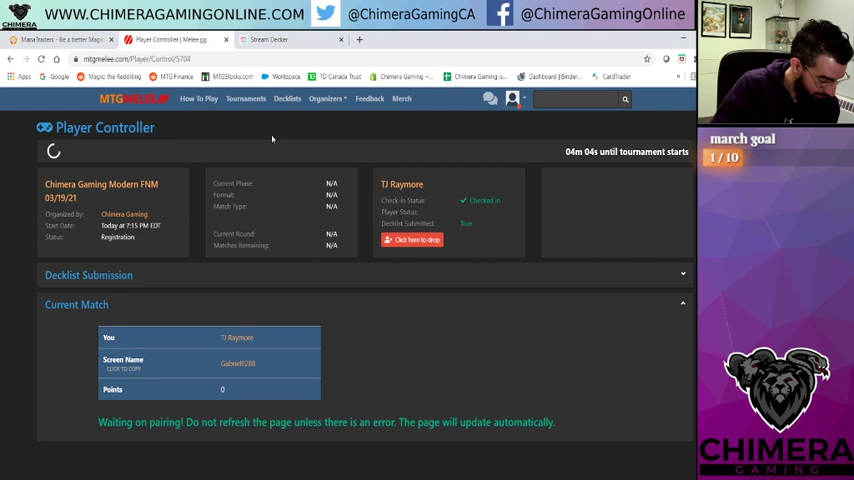 WWW.CHIMERAGAMINGONLINE.COM @ChimeraGamingCA @ChimeraGamingOnline
ManaTraders - Be a better Magic Player Controller | Melee.gg Stream Decker
mtgmelee.com/Player/Control/5704
Apps Google Magic the Redditing MTG Finance MTGStocks.com Workspace TD Canada Trust Chimera Gaming Chimera Gaming is... Dashboard | Binder... CardTrader
MTGMELEE How To Play Tournaments Decklists Organizers Feedback Merch
Player Controller
04m 04s until tournament starts
march goal
1 / 10
Chimera Gaming Modern FNM
03/19/21
Organized by: Chimera Gaming
Start Date: Today at 7:15 PM EDT
Status: Registration
Current Phase: N/A
Format: N/A
Match Type: N/A
Current Round: N/A
Matches Remaining: N/A
TJ Raymore
Check-in Status: Checked in
Player Status:
Decklist Submitted: True
Click here to drop
Decklist Submission
Current Match
You TJ Raymore
Screen Name Gabriel0288
CLICK TO COPY
Points 0
Waiting on pairing! Do not refresh the page unless there is an error. The page will update automatically.
CHIMERA
GAMING